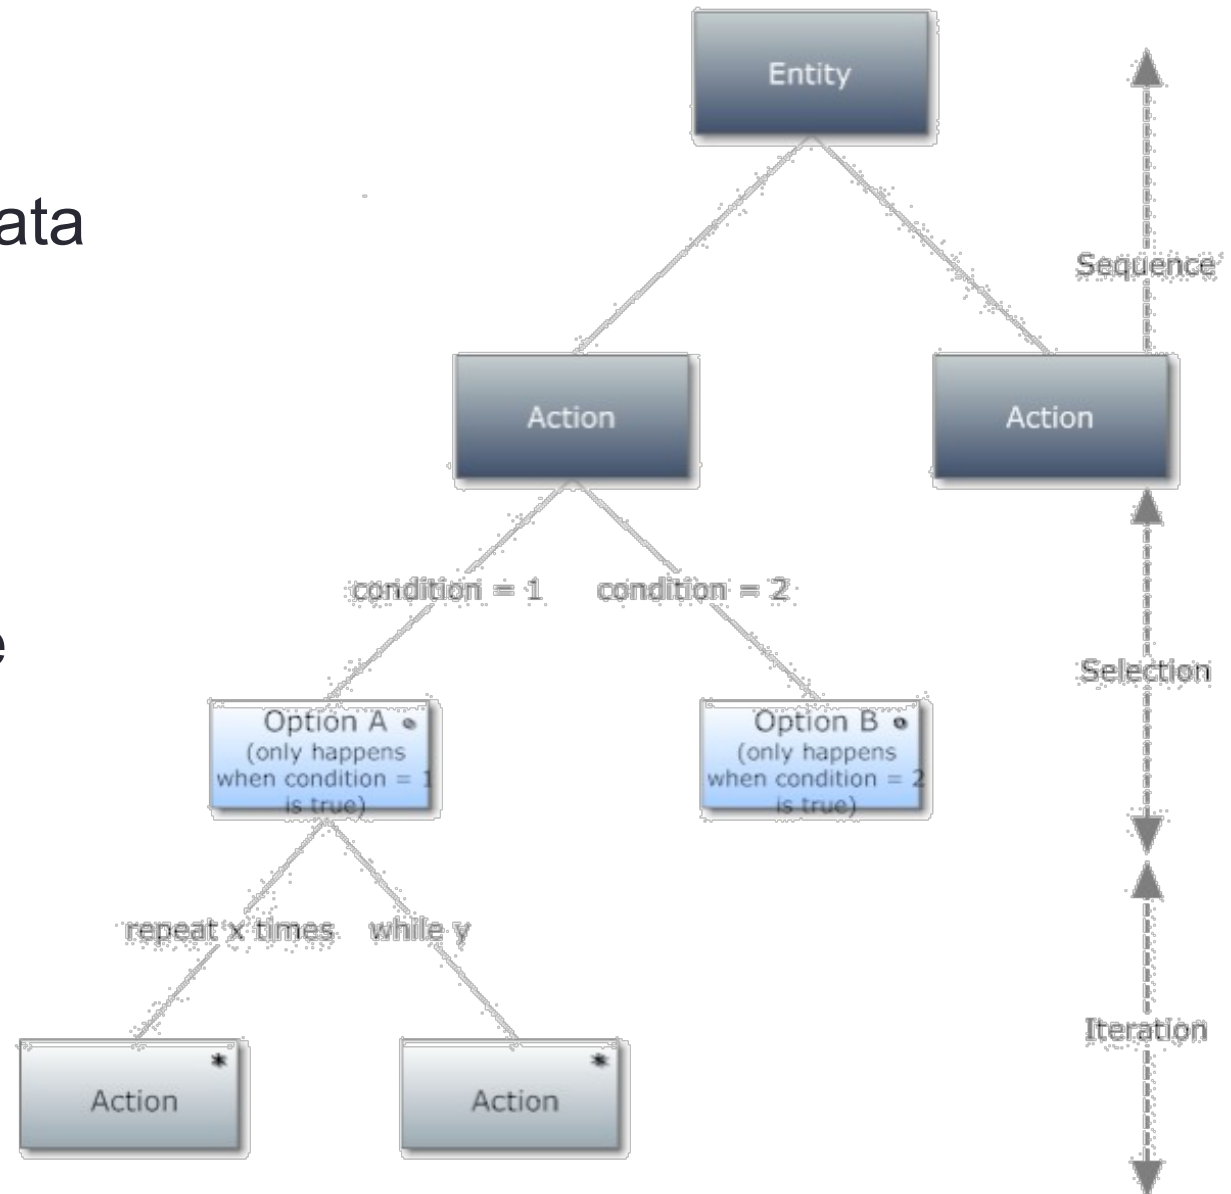 Entity
ata
Sequence
Action
Action
condition = 1
condition = 2
e
Selection
Option A
(only happens
when condition = 1
is true)
Option B
(only happens
when condition = 2
is true)
repeat x times
while y
Iteration
*
Action
*
Action